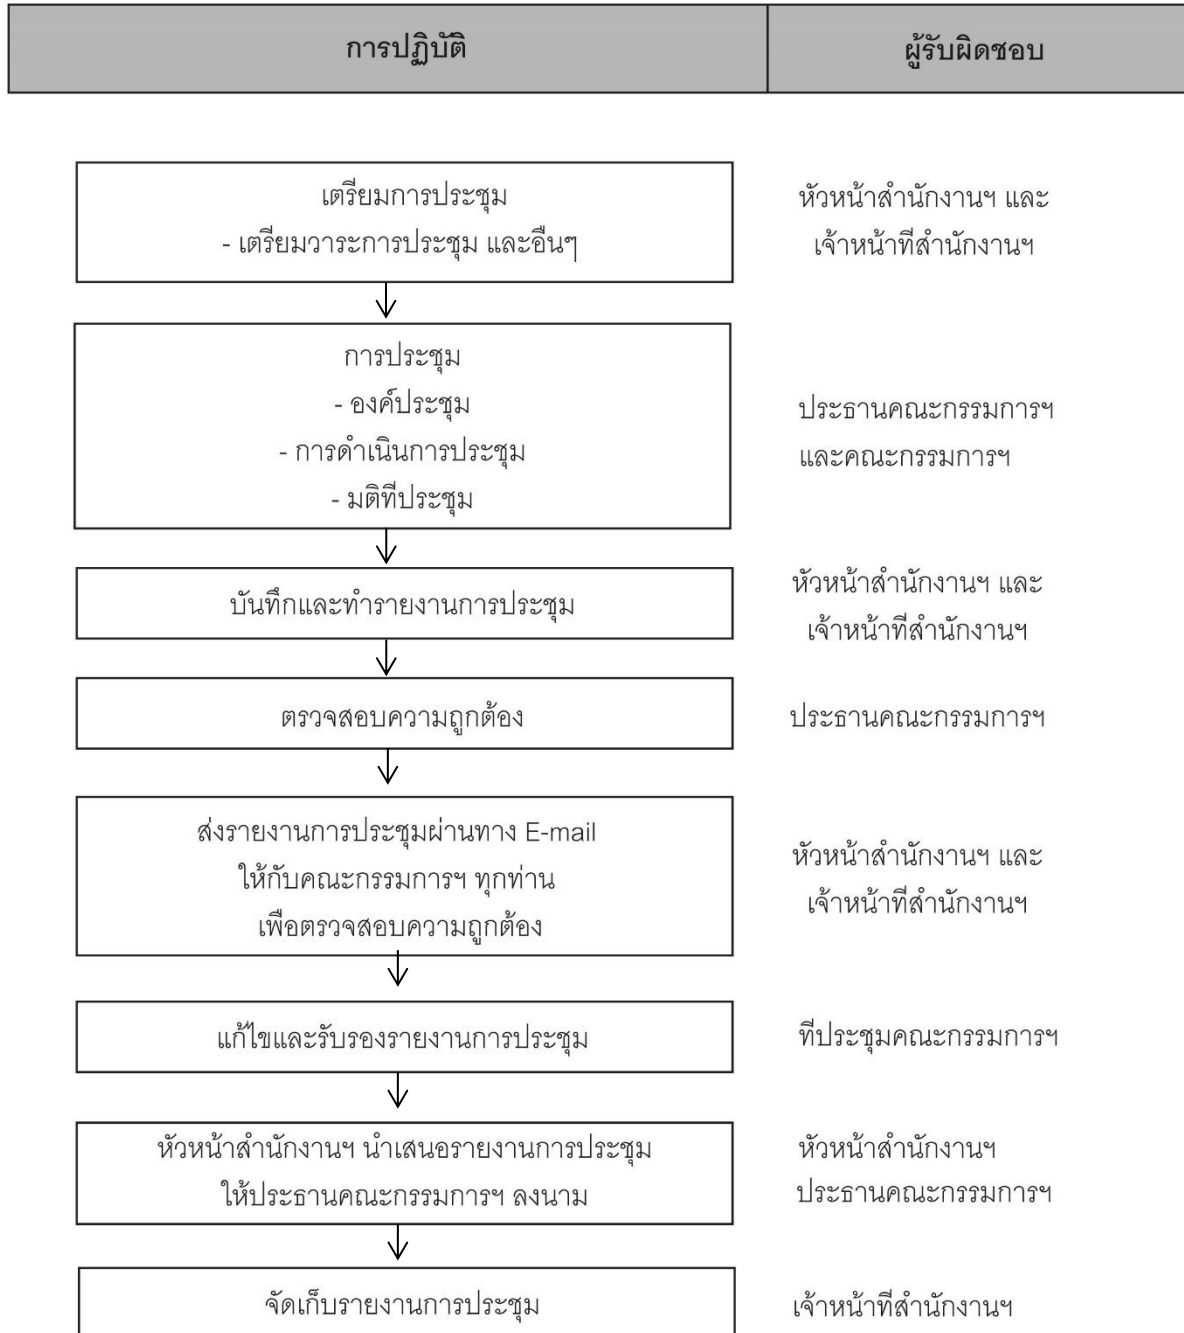 การปฏิบัติ
ผู้รับผิดชอบ
เตรียมการประชุม
- เตรียมวาระการประชุม และอื่นๆ
หัวหน้าสำนักงานฯ และ
เจ้าหน้าที่สำนักงานฯ
การประชุม
- องค์ประชุม
- การดำเนินการประชุม
- มติที่ประชุม
ประธานคณะกรรมการฯ
และคณะกรรมการฯ
บันทึกและทำรายงานการประชุม
หัวหน้าสำนักงานฯ และ
เจ้าหน้าที่สำนักงานฯ
ตรวจสอบความถูกต้อง
ประธานคณะกรรมการฯ
ส่งรายงานการประชุมผ่านทาง E-mail
ให้กับคณะกรรมการฯ ทุกท่าน
เพื่อตรวจสอบความถูกต้อง
หัวหน้าสำนักงานฯ และ
เจ้าหน้าที่สำนักงานฯ
แก้ไขและรับรองรายงานการประชุม
ที่ประชุมคณะกรรมการฯ
หัวหน้าสำนักงานฯ นำเสนอรายงานการประชุม
ให้ประธานคณะกรรมการฯ ลงนาม
หัวหน้าสำนักงานฯ
ประธานคณะกรรมการฯ
จัดเก็บรายงานการประชุม
เจ้าหน้าที่สำนักงานฯ